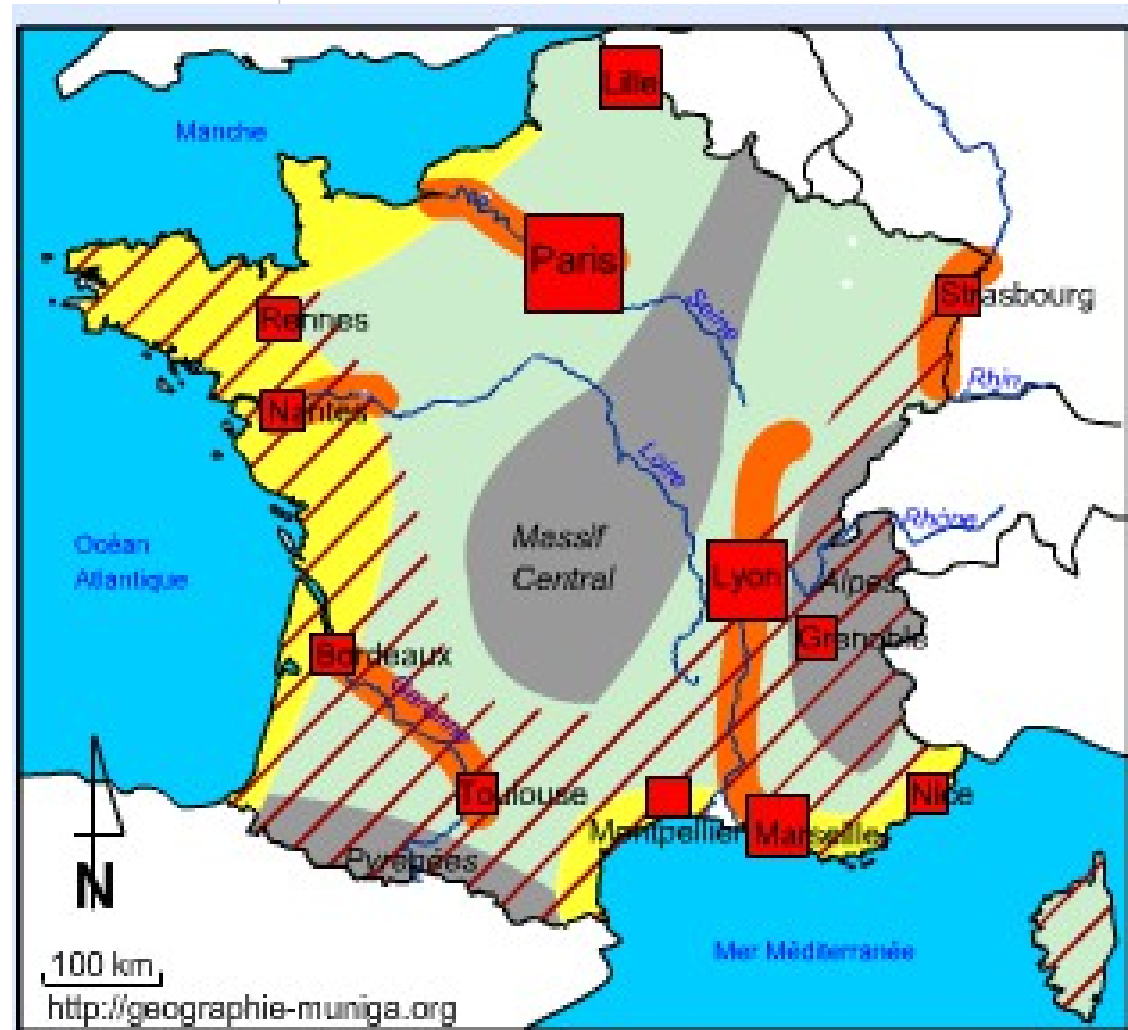 Lille
Manche
Paris
Strasbourg
Seine
Rennes
Rhin
Nantes
Loire
Rhône
Massif
Central
Océan
Atlantique
Lyon
Alpes
Grenoble
Bordeaux
Garonne
Toulouse
Nice
Montpellier
Marseille
Pyrénées
N
Mer Méditerranée
100 km
http://geographie-muniga.org